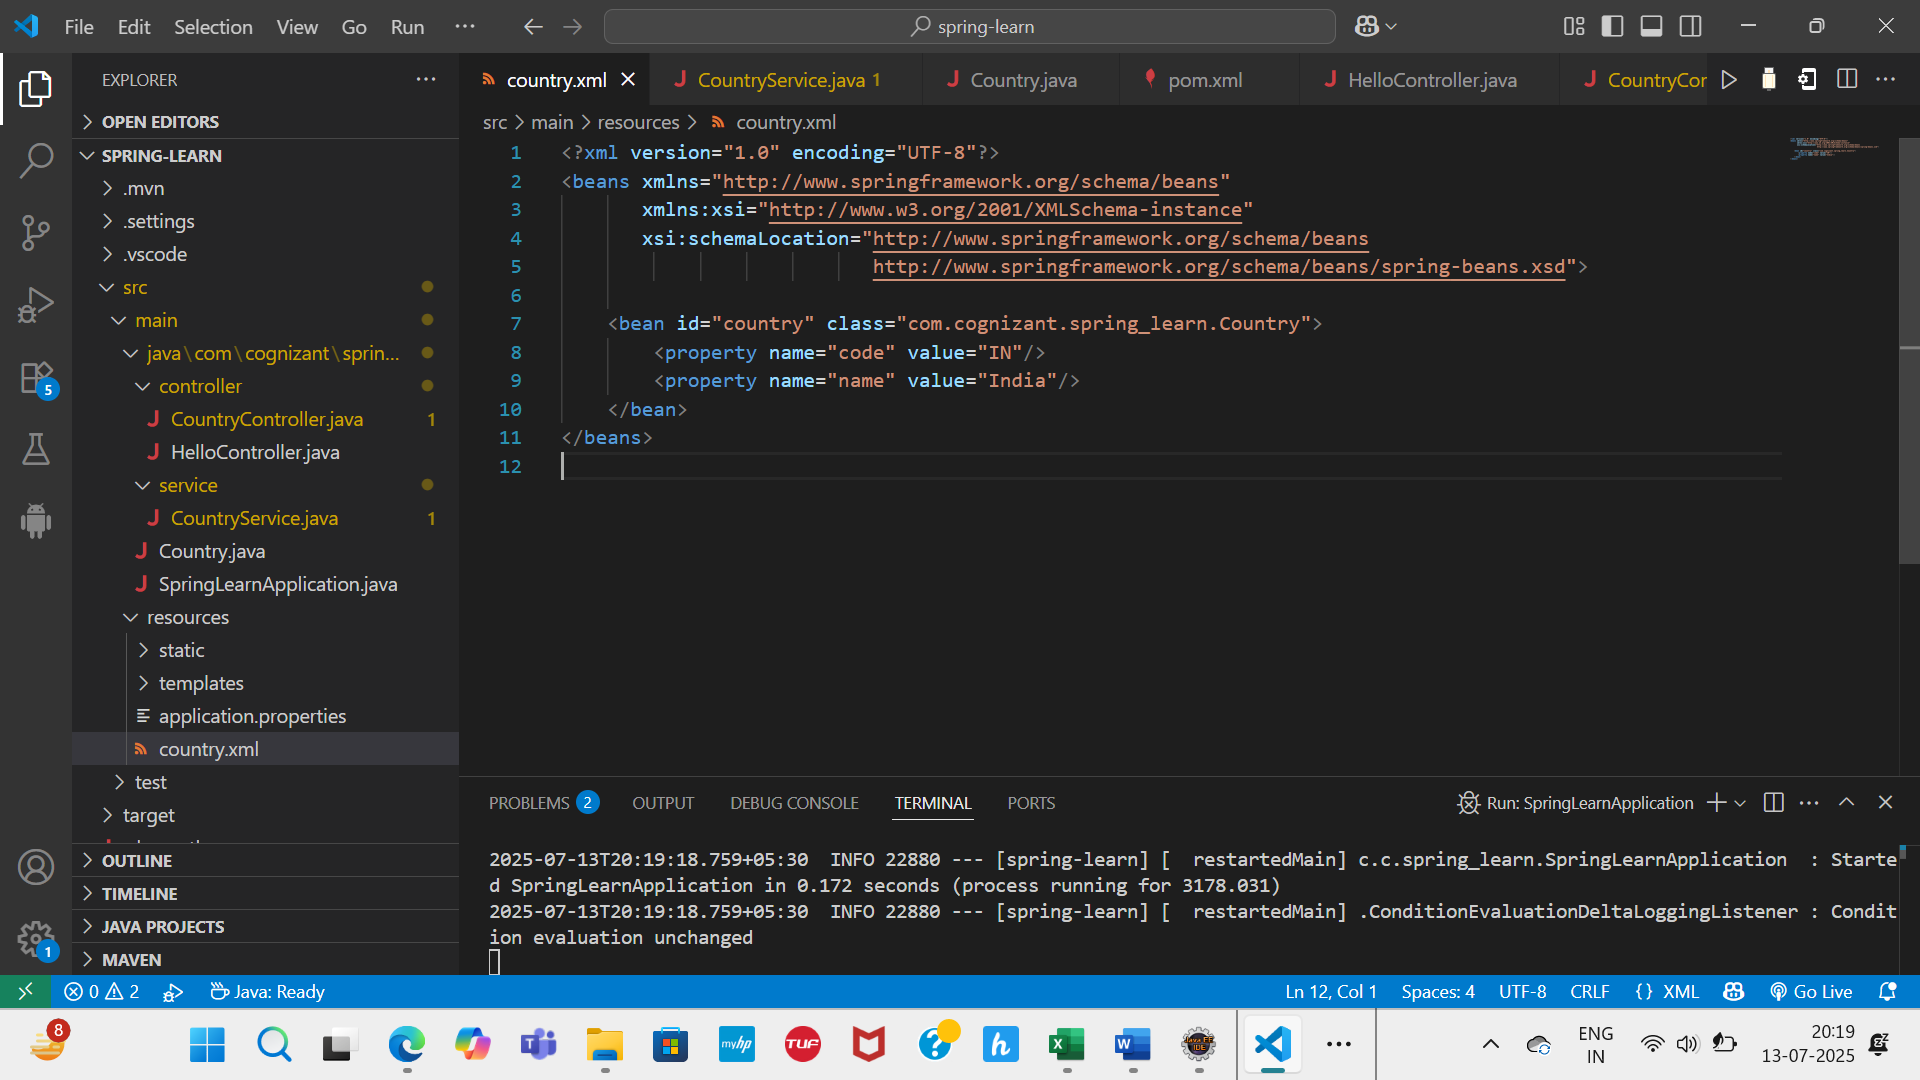 File Edit Selection View Go Run ··· spring-learn
EXPLORER ···
OPEN EDITORS
SPRING-LEARN
.mvn
.settings
.vscode
src
main
java\com\cognizant\sprin...
controller
CountryController.java 1
HelloController.java
service
CountryService.java 1
Country.java
SpringLearnApplication.java
resources
static
templates
application.properties
country.xml
test
target
OUTLINE
TIMELINE
JAVA PROJECTS
MAVEN
5
1
country.xml CountryService.java 1 Country.java pom.xml HelloController.java CountryCor
src > main > resources > country.xml
1 <?xml version="1.0" encoding="UTF-8"?>
2 <beans xmlns="http://www.springframework.org/schema/beans"
3 xmlns:xsi="http://www.w3.org/2001/XMLSchema-instance"
4 xsi:schemaLocation="http://www.springframework.org/schema/beans
5 http://www.springframework.org/schema/beans/spring-beans.xsd">
6
7 <bean id="country" class="com.cognizant.spring_learn.Country">
8 <property name="code" value="IN"/>
9 <property name="name" value="India"/>
10 </bean>
11 </beans>
12
PROBLEMS 2 OUTPUT DEBUG CONSOLE TERMINAL PORTS Run: SpringLearnApplication
2025-07-13T20:19:18.759+05:30 INFO 22880 --- [spring-learn] [ restartedMain] c.c.spring_learn.SpringLearnApplication : Starte
d SpringLearnApplication in 0.172 seconds (process running for 3178.031)
2025-07-13T20:19:18.759+05:30 INFO 22880 --- [spring-learn] [ restartedMain] .ConditionEvaluationDeltaLoggingListener : Condit
ion evaluation unchanged
0 2 Java: Ready Ln 12, Col 1 Spaces: 4 UTF-8 CRLF {} XML Go Live
8 myhp TUF ENG
IN
20:19
13-07-2025